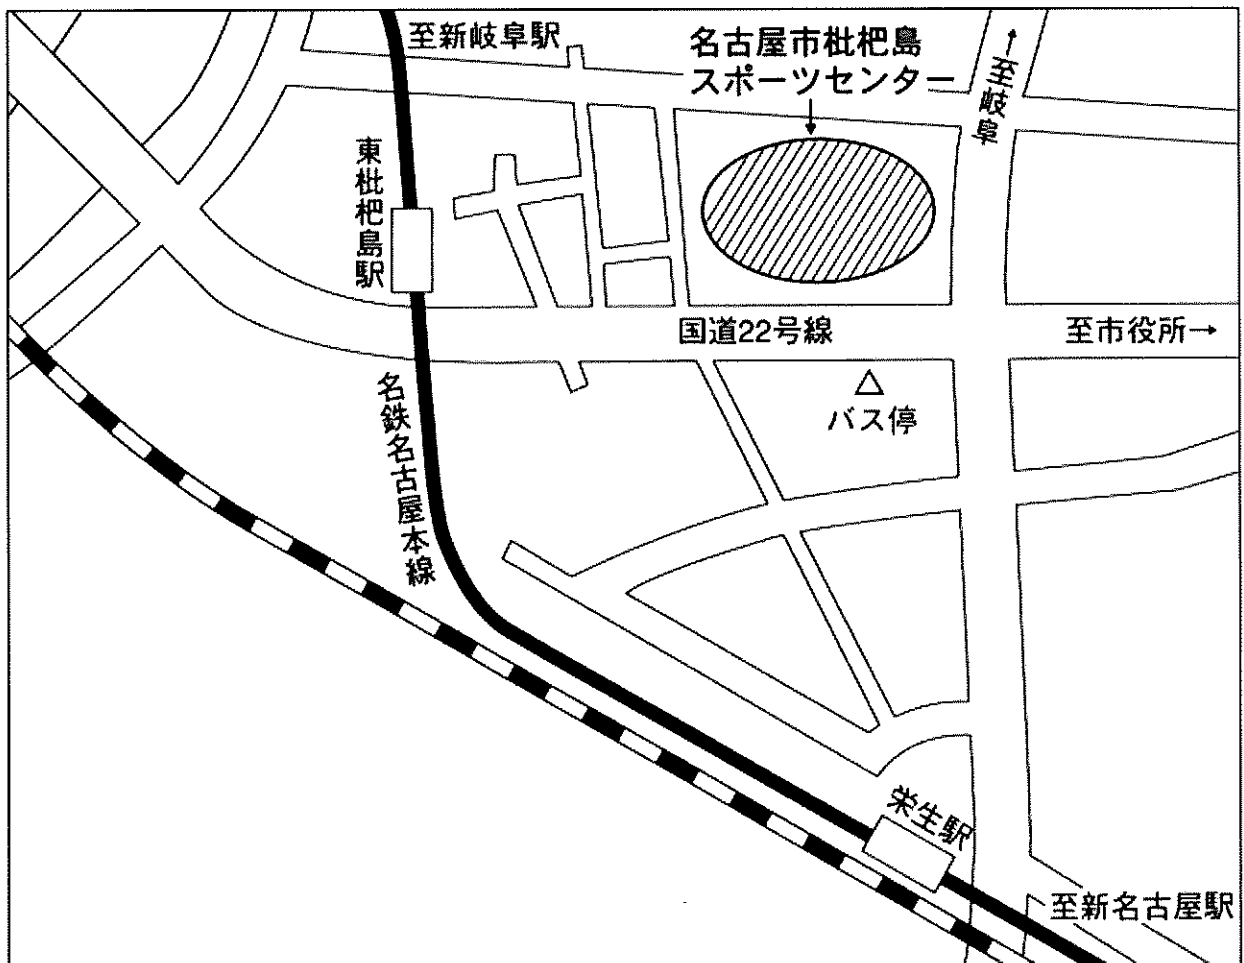 至新岐阜駅
名古屋市枇杷島
スポーツセンター
↑至岐阜
東枇杷島駅
国道22号線
至市役所→
バス停
名鉄名古屋本線
栄生駅
至新名古屋駅